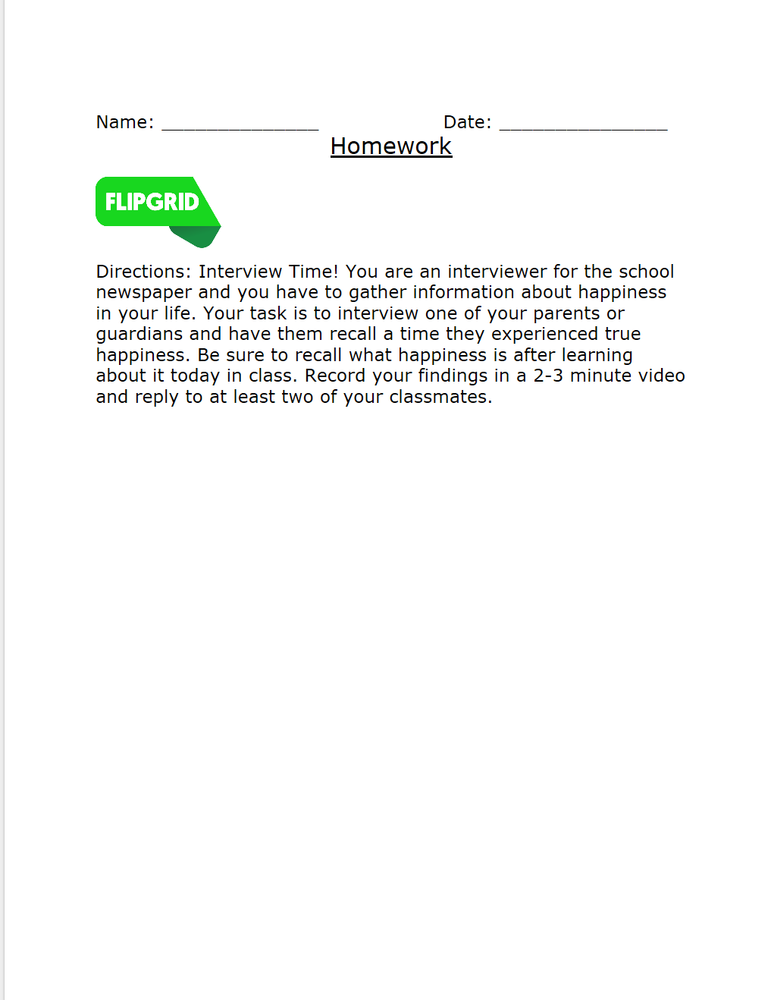 Name: ______________ Date: _______________
Homework
FLIPGRID
Directions: Interview Time! You are an interviewer for the school
newspaper and you have to gather information about happiness
in your life. Your task is to interview one of your parents or
guardians and have them recall a time they experienced true
happiness. Be sure to recall what happiness is after learning
about it today in class. Record your findings in a 2-3 minute video
and reply to at least two of your classmates.